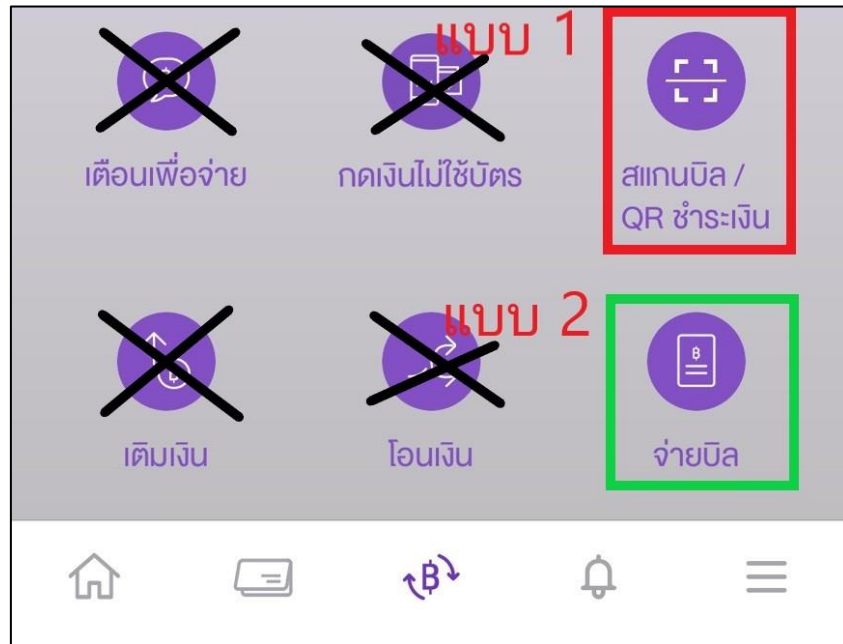 แบบ 1
เตือนเพื่อจ่าย
กดเงินไม่ใช้บัตร
สแกนบิล /
QR ชำระเงิน
แบบ 2
฿
฿
เติมเงิน
โอนเงิน
จ่ายบิล
฿